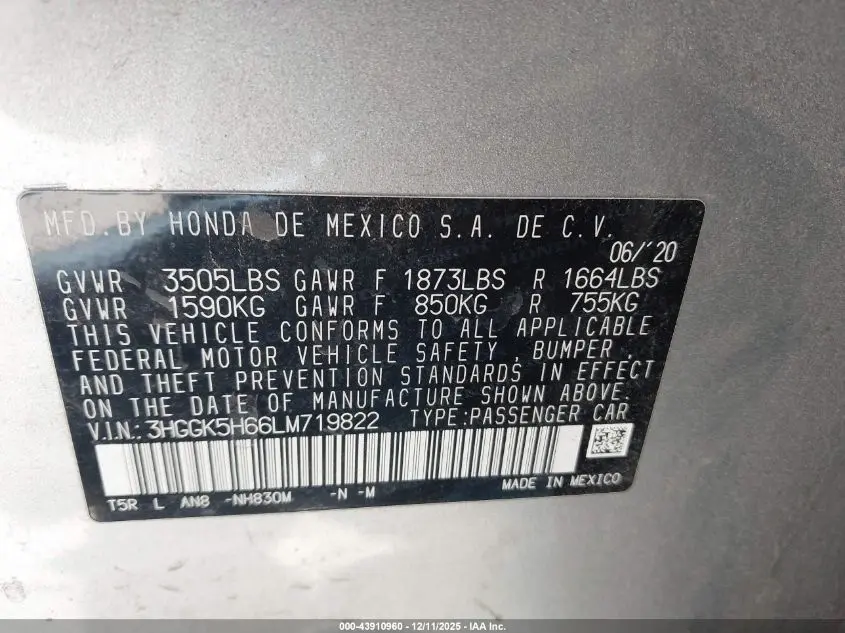 MFD. BY HONDA DE MEXICO S.A. DE C.V.
06/'20
GVWR 3505LBS GAWR F 1873LBS R 1664LBS
GVWR 1590KG GAWR F 850KG R 755KG
THIS VEHICLE CONFORMS TO ALL APPLICABLE
FEDERAL MOTOR VEHICLE SAFETY, BUMPER,
AND THEFT PREVENTION STANDARDS IN EFFECT
ON THE DATE OF MANUFACTURE SHOWN ABOVE.
V.I.N.: 3HGGK5H66LM719822 TYPE:PASSENGER CAR
T5R L AN8 -NH830M -N -M MADE IN MEXICO
000-43910960 - 12/11/2025 - IAA Inc.